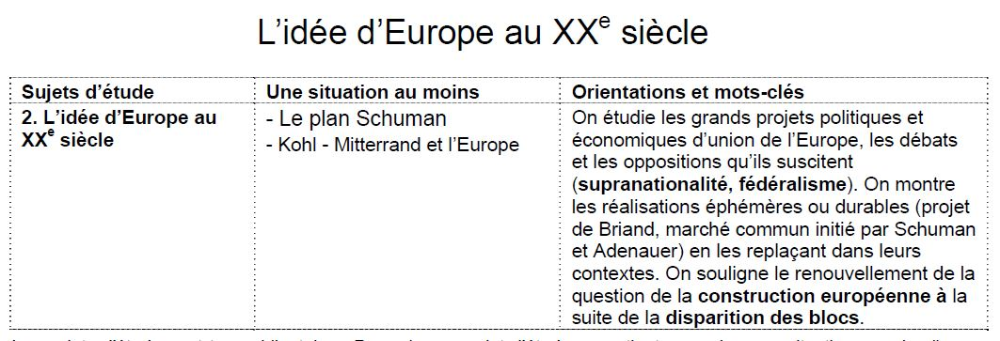 L'idée d'Europe au XXe siècle
Sujets d'étude
Une situation au moins
Orientations et mots-clés
2. L'idée d'Europe au
XXe siècle
- Le plan Schuman
- Kohl - Mitterrand et l'Europe
On étudie les grands projets politiques et
économiques d'union de l'Europe, les débats
et les oppositions qu'ils suscitent
(supranationalité, fédéralisme). On montre
les réalisations éphémères ou durables (projet
de Briand, marché commun initié par Schuman
et Adenauer) en les replaçant dans leurs
contextes. On souligne le renouvellement de la
question de la construction européenne à la
suite de la disparition des blocs.